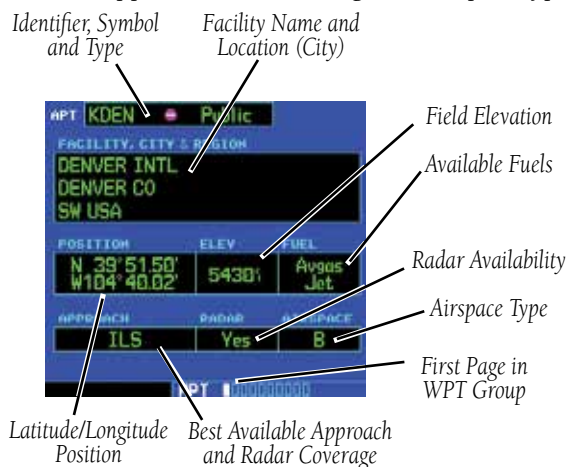 Identifier, Symbol
and Type
Facility Name and
Location (City)
APT KDEN Public
FACILITY, CITY & REGION
DENVER INTL
DENVER CO
SW USA
Field Elevation
Available Fuels
POSITION ELEV FUEL
N 39°51.50'
W104°40.02'
5430
Avgas
Jet
Radar Availability
Airspace Type
APPROACH RADAR AIRSPACE
ILS Yes B
APT
First Page in
WPT Group
Latitude/Longitude
Position
Best Available Approach
and Radar Coverage